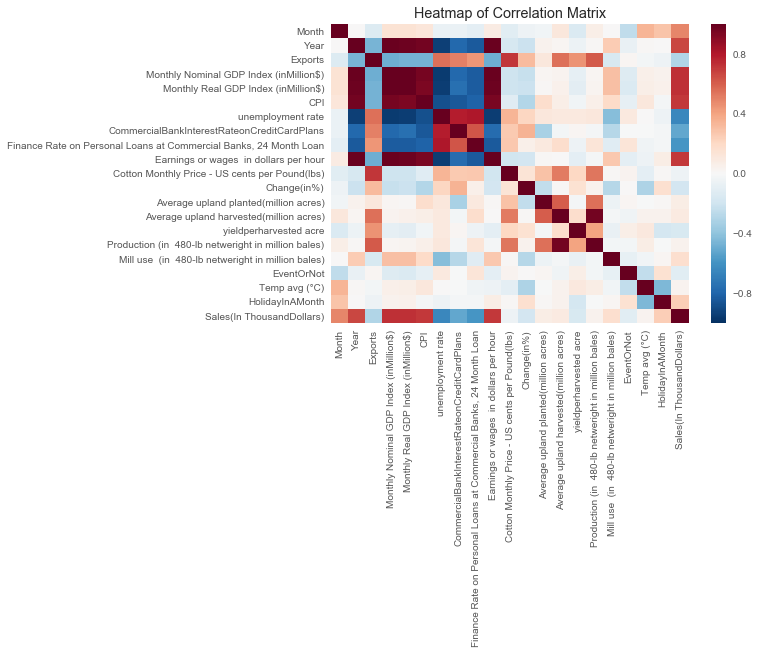 Heatmap of Correlation Matrix
Month
Year
Exports
Monthly Nominal GDP Index (inMillion$)
Monthly Real GDP Index (inMillion$)
CPI
unemployment rate
CommercialBankInterestRateonCreditCardPlans
Finance Rate on Personal Loans at Commercial Banks, 24 Month Loan
Earnings or wages  in dollars per hour
Cotton Monthly Price - US cents per Pound(lbs)
Change(in%)
Average upland planted(million acres)
Average upland harvested(million acres)
yieldperharvested acre
Production (in  480-lb netweright in million bales)
Mill use  (in  480-lb netweright in million bales)
EventOrNot
Temp avg (°C)
HolidayInAMonth
Sales(In ThousandDollars)
0.8
0.4
0.0
−0.4
−0.8
Month
Year
Exports
Monthly Nominal GDP Index (inMillion$)
Monthly Real GDP Index (inMillion$)
CPI
unemployment rate
CommercialBankInterestRateonCreditCardPlans
Finance Rate on Personal Loans at Commercial Banks, 24 Month Loan
Earnings or wages  in dollars per hour
Cotton Monthly Price - US cents per Pound(lbs)
Change(in%)
Average upland planted(million acres)
Average upland harvested(million acres)
yieldperharvested acre
Production (in  480-lb netweright in million bales)
Mill use  (in  480-lb netweright in million bales)
EventOrNot
Temp avg (°C)
HolidayInAMonth
Sales(In ThousandDollars)